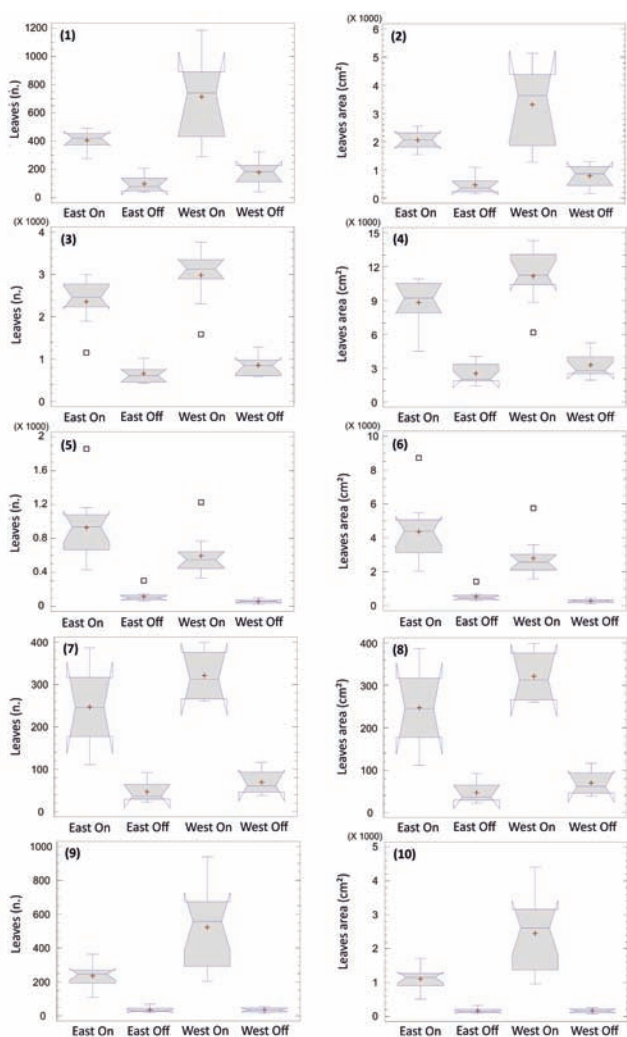 (1)
Leaves (n.)
1200
1000
800
600
400
200
0
East On East Off West On West Off
(2)
(X 1000)
Leaves area (cm²)
6
5
4
3
2
1
0
East On East Off West On West Off
(3)
(X 1000)
Leaves (n.)
4
3
2
1
0
East On East Off West On West Off
(4)
(X 1000)
Leaves area (cm²)
15
12
9
6
3
0
East On East Off West On West Off
(5)
(X 1000)
Leaves (n.)
2
1.6
1.2
0.8
0.4
0
East On East Off West On West Off
(6)
(X 1000)
Leaves area (cm²)
10
8
6
4
2
0
East On East Off West On West Off
(7)
Leaves (n.)
400
300
200
100
0
East On East Off West On West Off
(8)
Leaves area (cm²)
400
300
200
100
0
East On East Off West On West Off
(9)
Leaves (n.)
1000
800
600
400
200
0
East On East Off West On West Off
(10)
(X 1000)
Leaves area (cm²)
5
4
3
2
1
0
East On East Off West On West Off